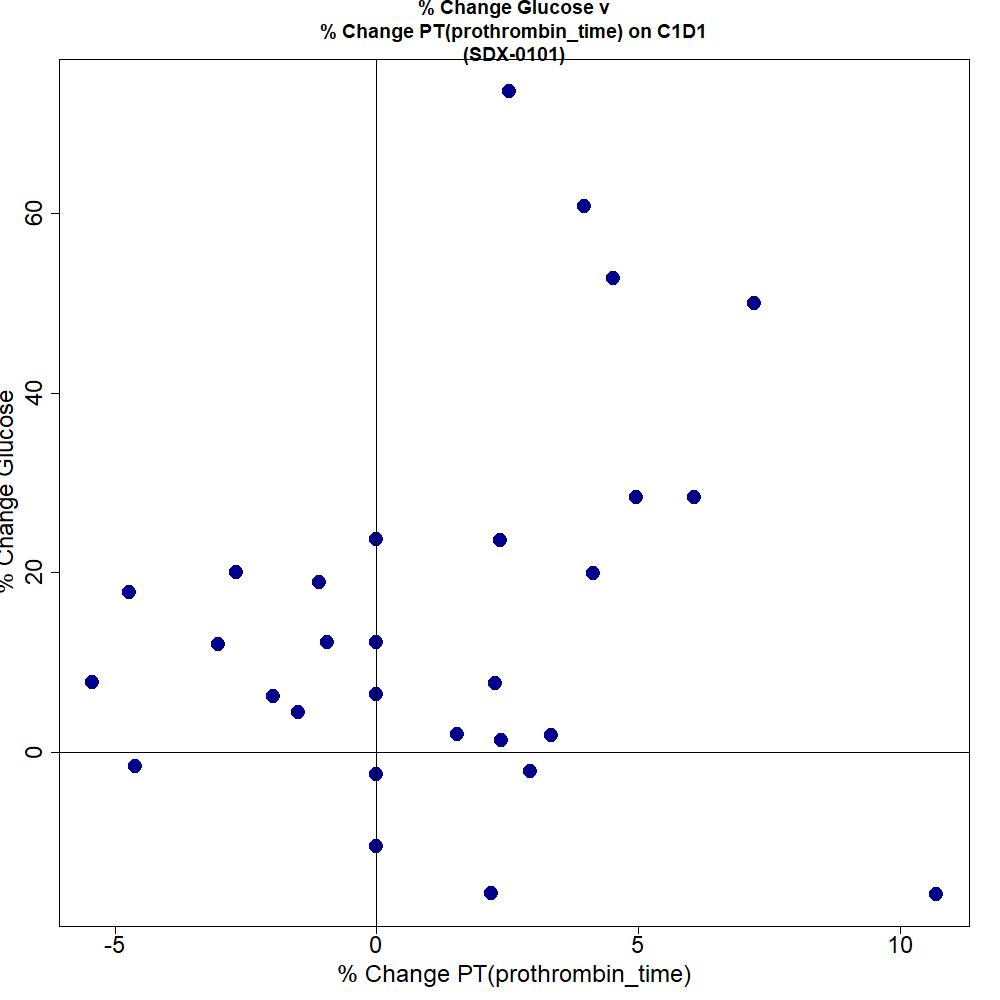 % Change Glucose v
% Change PT(prothrombin_time) on C1D1
(SDX-0101)
% Change Glucose
60
40
20
0
-5
0
5
10
% Change PT(prothrombin_time)